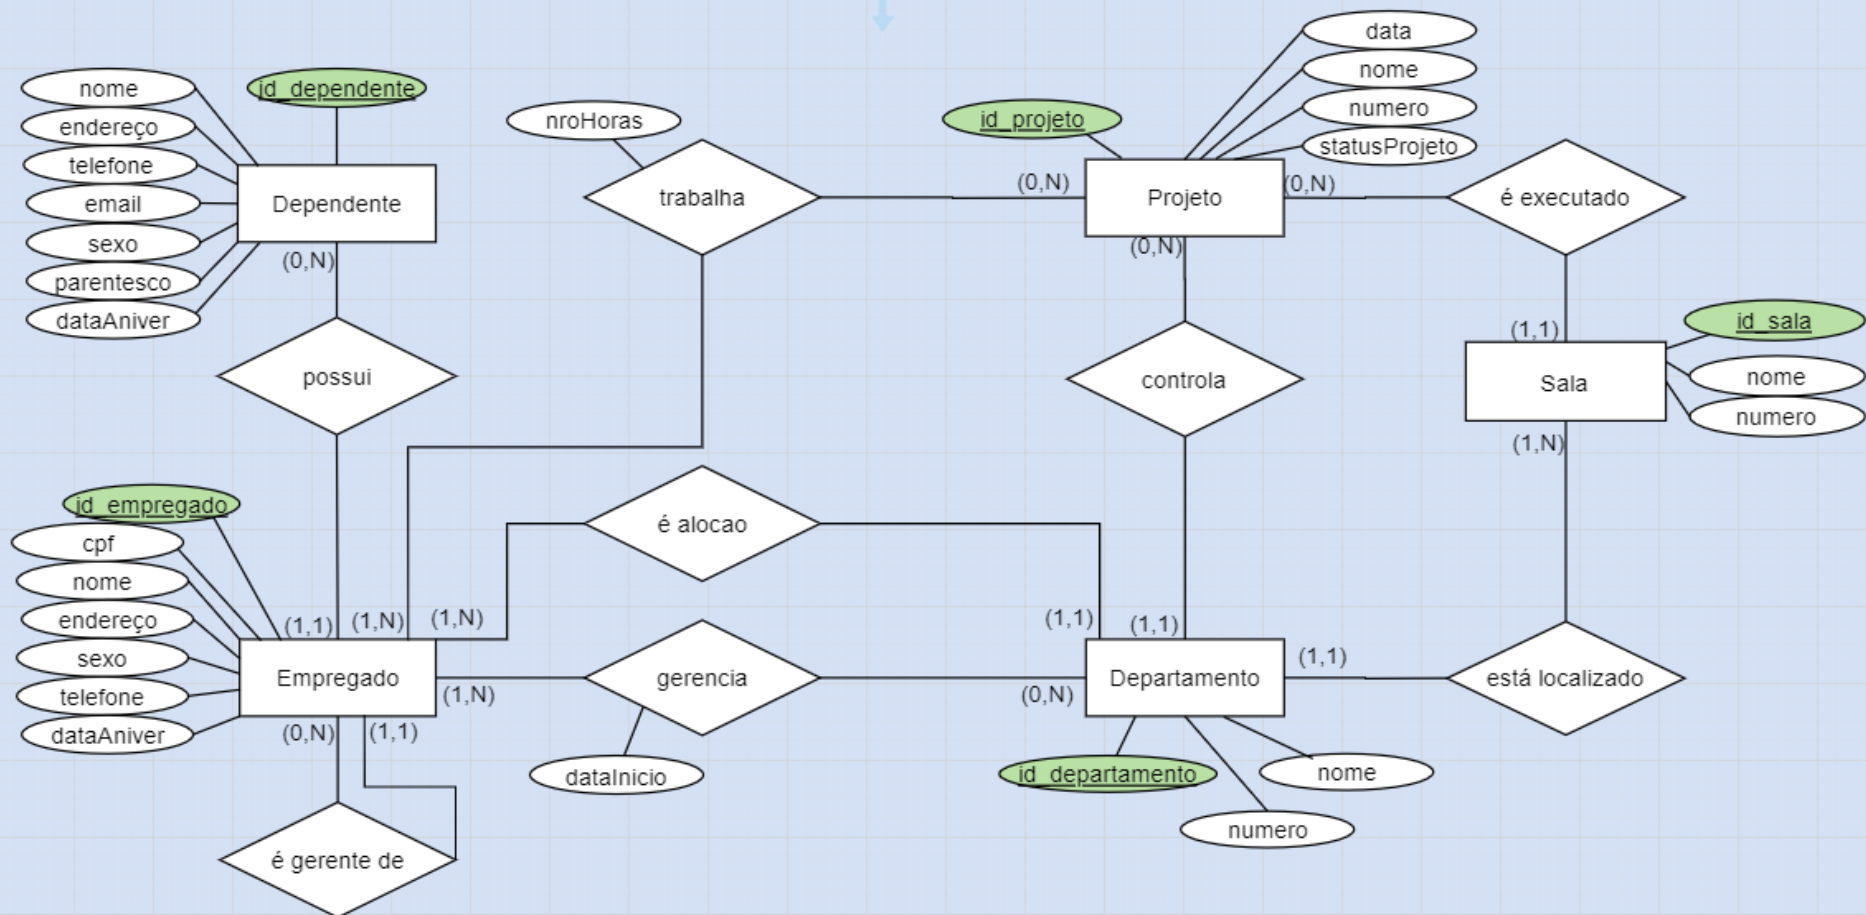 data
nome
id_projeto
numero
statusProjeto
nome
id_dependente
endereço
telefone
email
sexo
parentesco
dataAniver
Dependente
(0,N)
nroHoras
trabalha
(0,N)
Projeto
(0,N)
(0,N)
é executado
possui
controla
(1,1)
id_sala
Sala
nome
numero
(1,N)
id_empregado
cpf
nome
endereço
sexo
telefone
dataAniver
é alocao
(1,1)
(1,N)
(1,N)
(1,1)
(1,1)
Empregado
(1,N)
gerencia
(0,N)
Departamento
(1,1)
está localizado
(0,N)
(1,1)
dataInicio
id_departamento
nome
numero
é gerente de